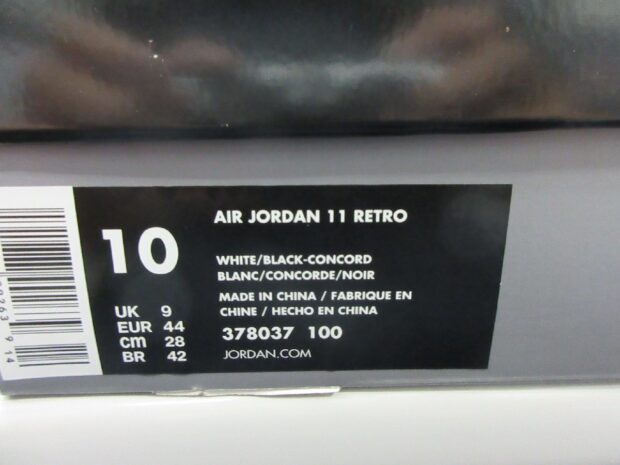 AIR JORDAN 11 RETRO
10
WHITE/BLACK-CONCORD
BLANC/CONCORDE/NOIR
MADE IN CHINA / FABRIQUE EN
CHINE / HECHO EN CHINA
UK 9
EUR 44
cm 28
BR 42
378037 100
JORDAN.COM